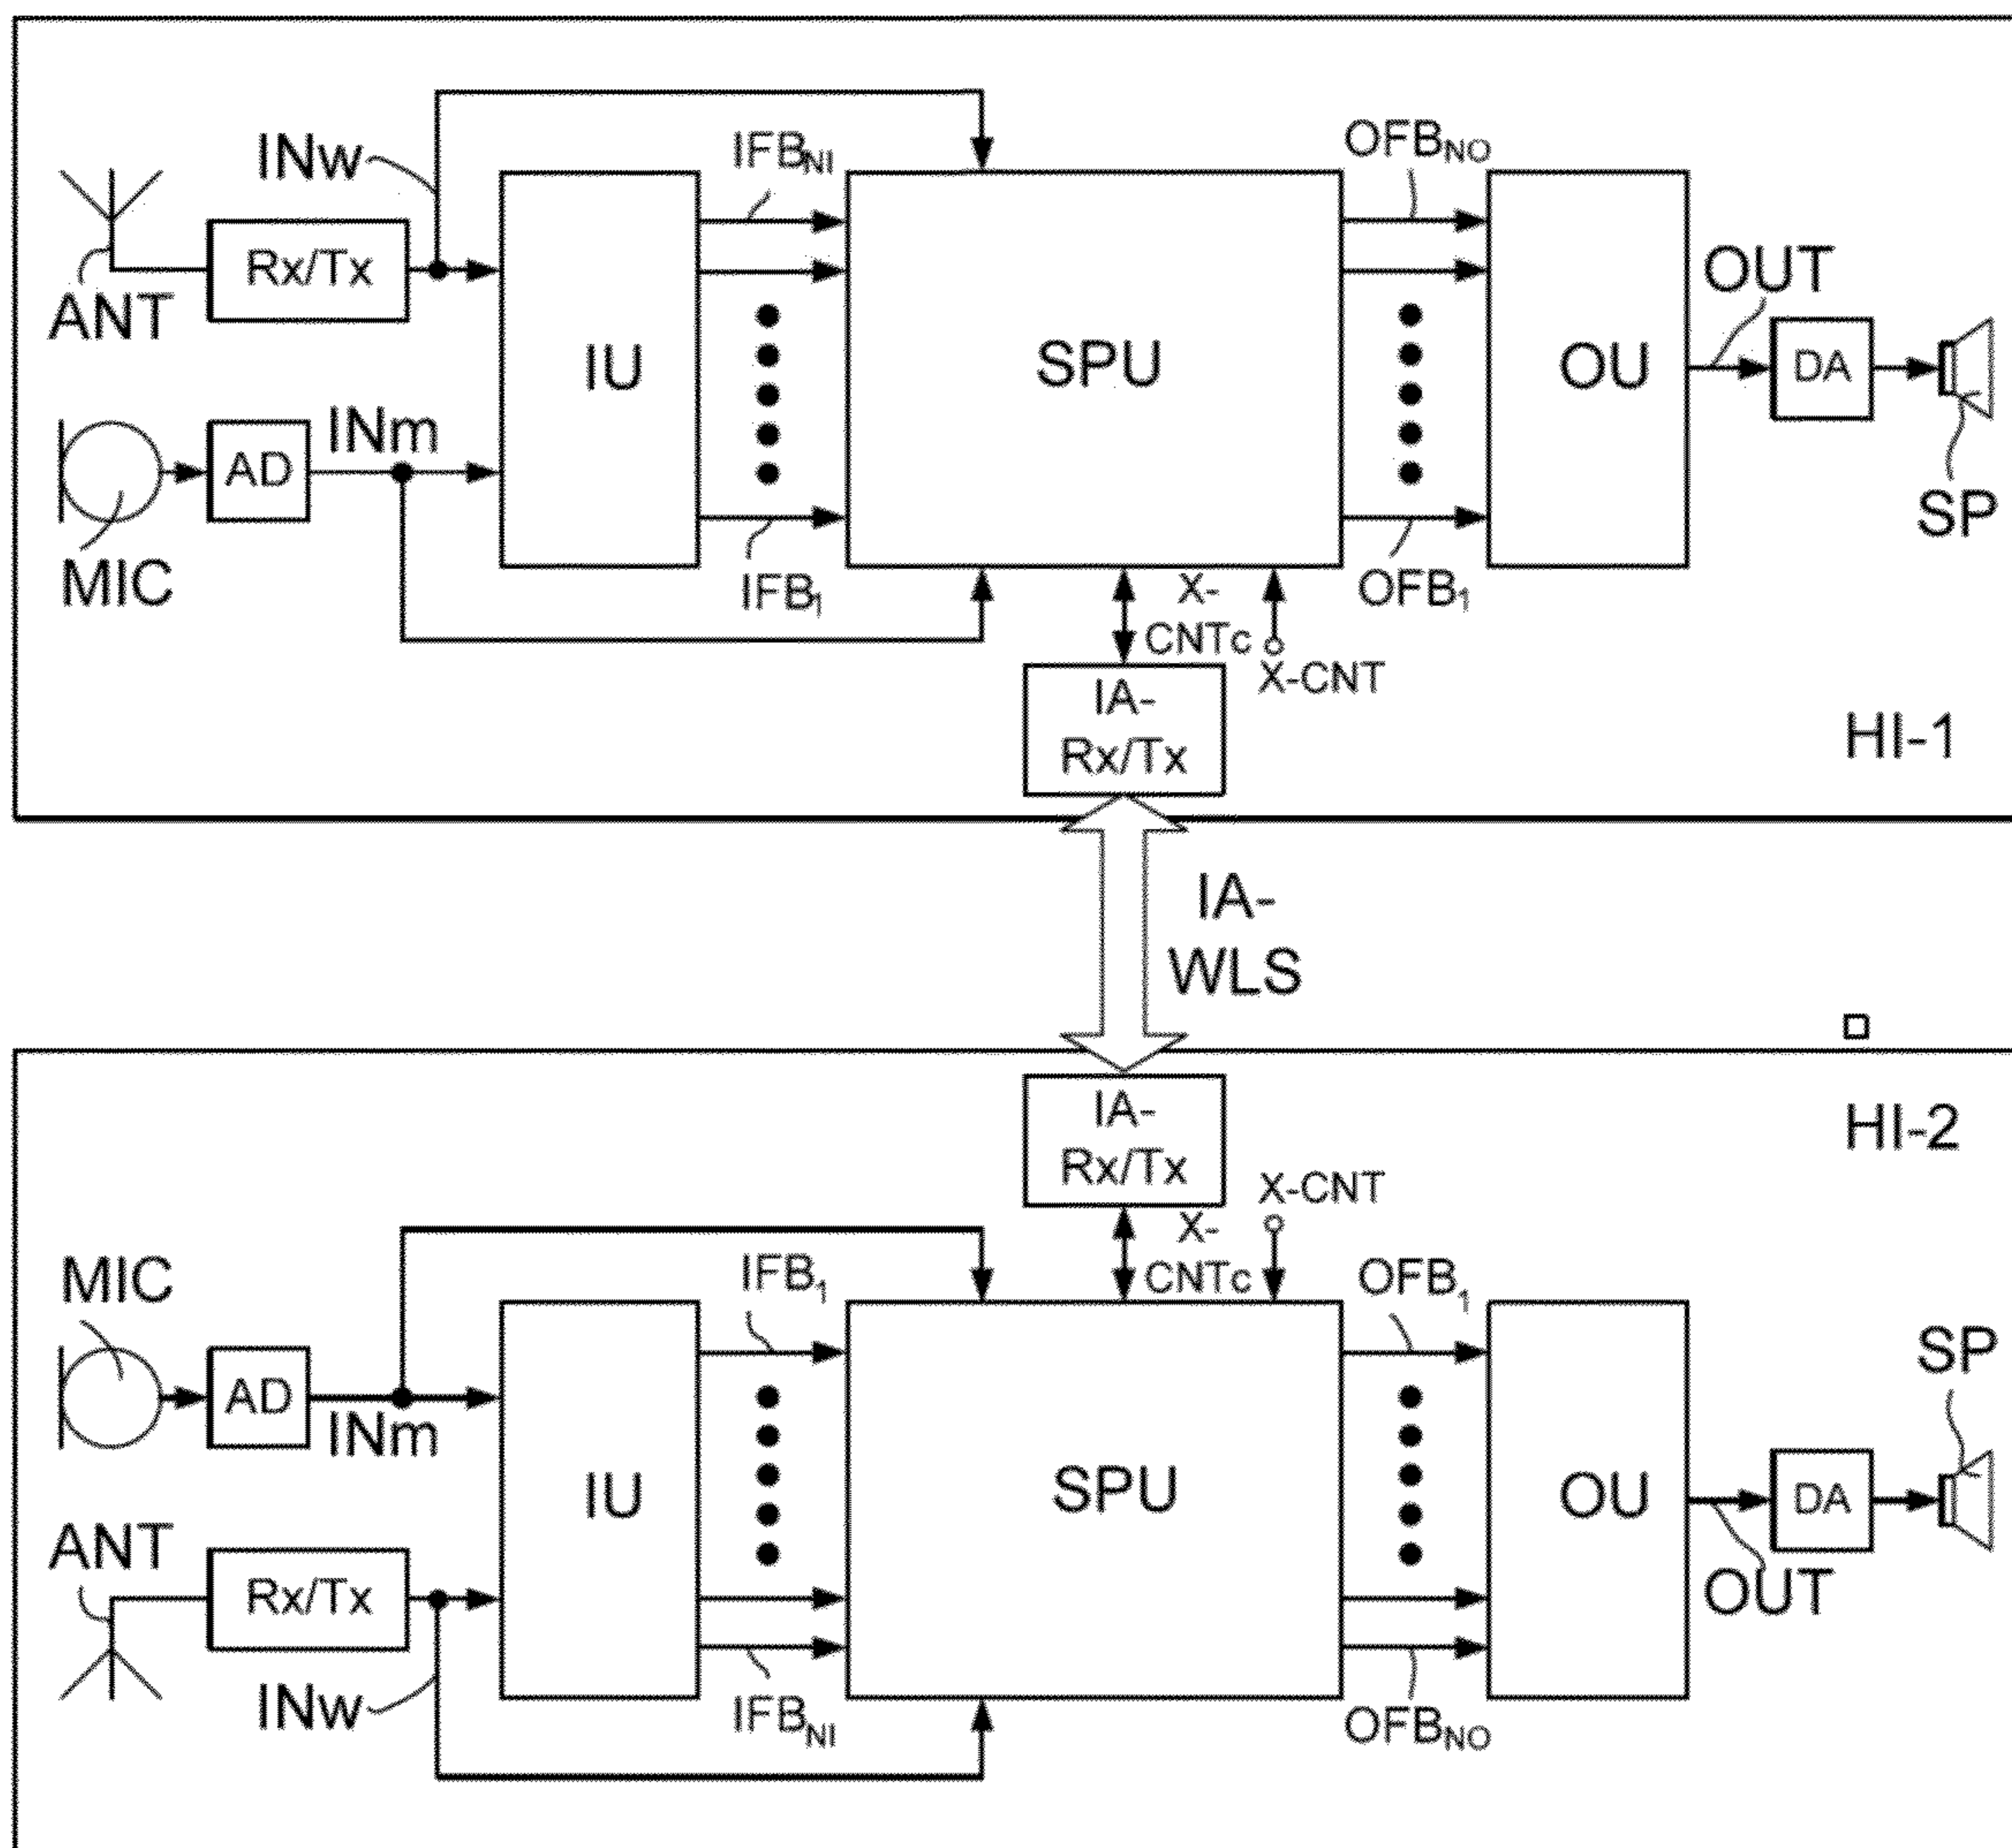 INw
IFB_NI
OFB_NO
ANT
Rx/Tx
IU
SPU
OU
OUT
DA
SP
MIC
AD
INm
IFB_1
X-
CNTc
X-CNT
OFB_1
IA-
Rx/Tx
HI-1
IA-
WLS
HI-2
IA-
Rx/Tx
X-CNT
X-
CNTc
MIC
AD
INm
IFB_1
OFB_1
SP
IU
SPU
OU
DA
OUT
ANT
Rx/Tx
INw
IFB_NI
OFB_NO